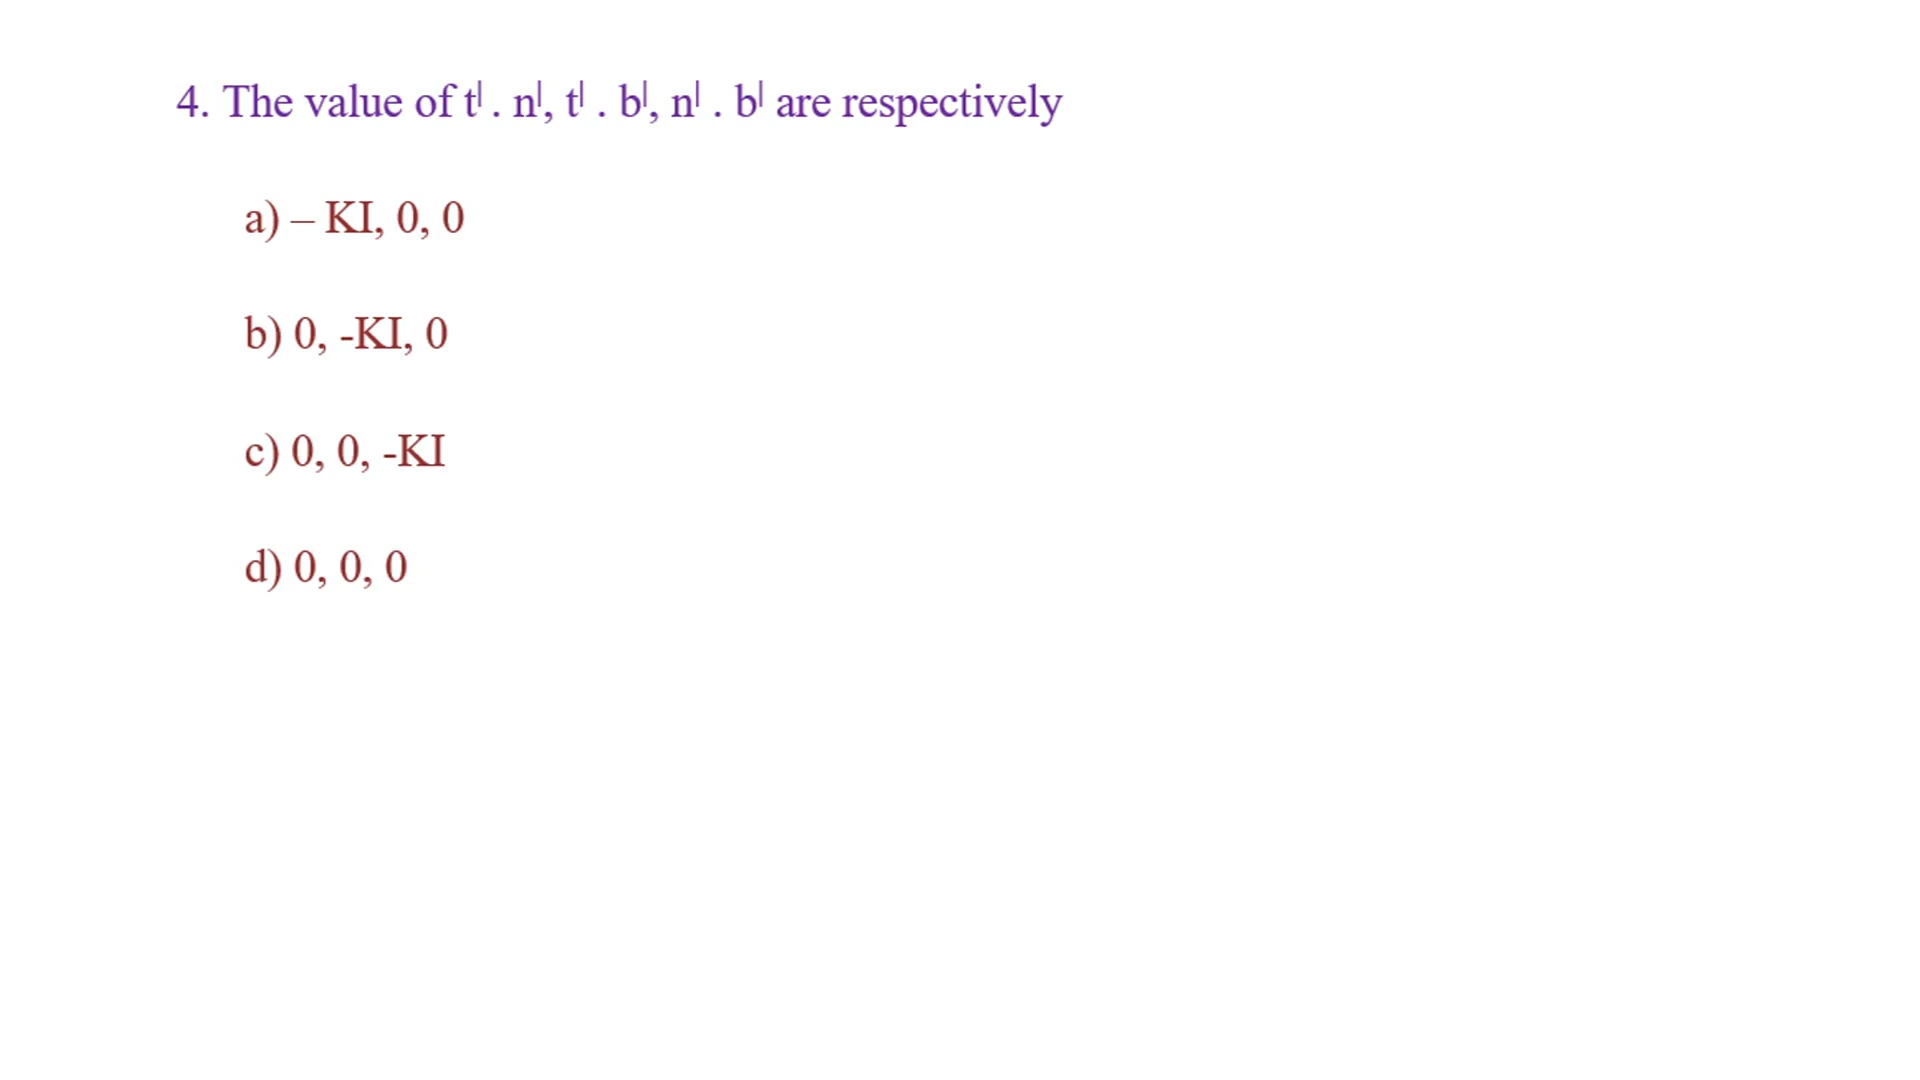 4. The value of t| . n|, t| . b|, n| . b| are respectively
a) – KI, 0, 0
b) 0, -KI, 0
c) 0, 0, -KI
d) 0, 0, 0